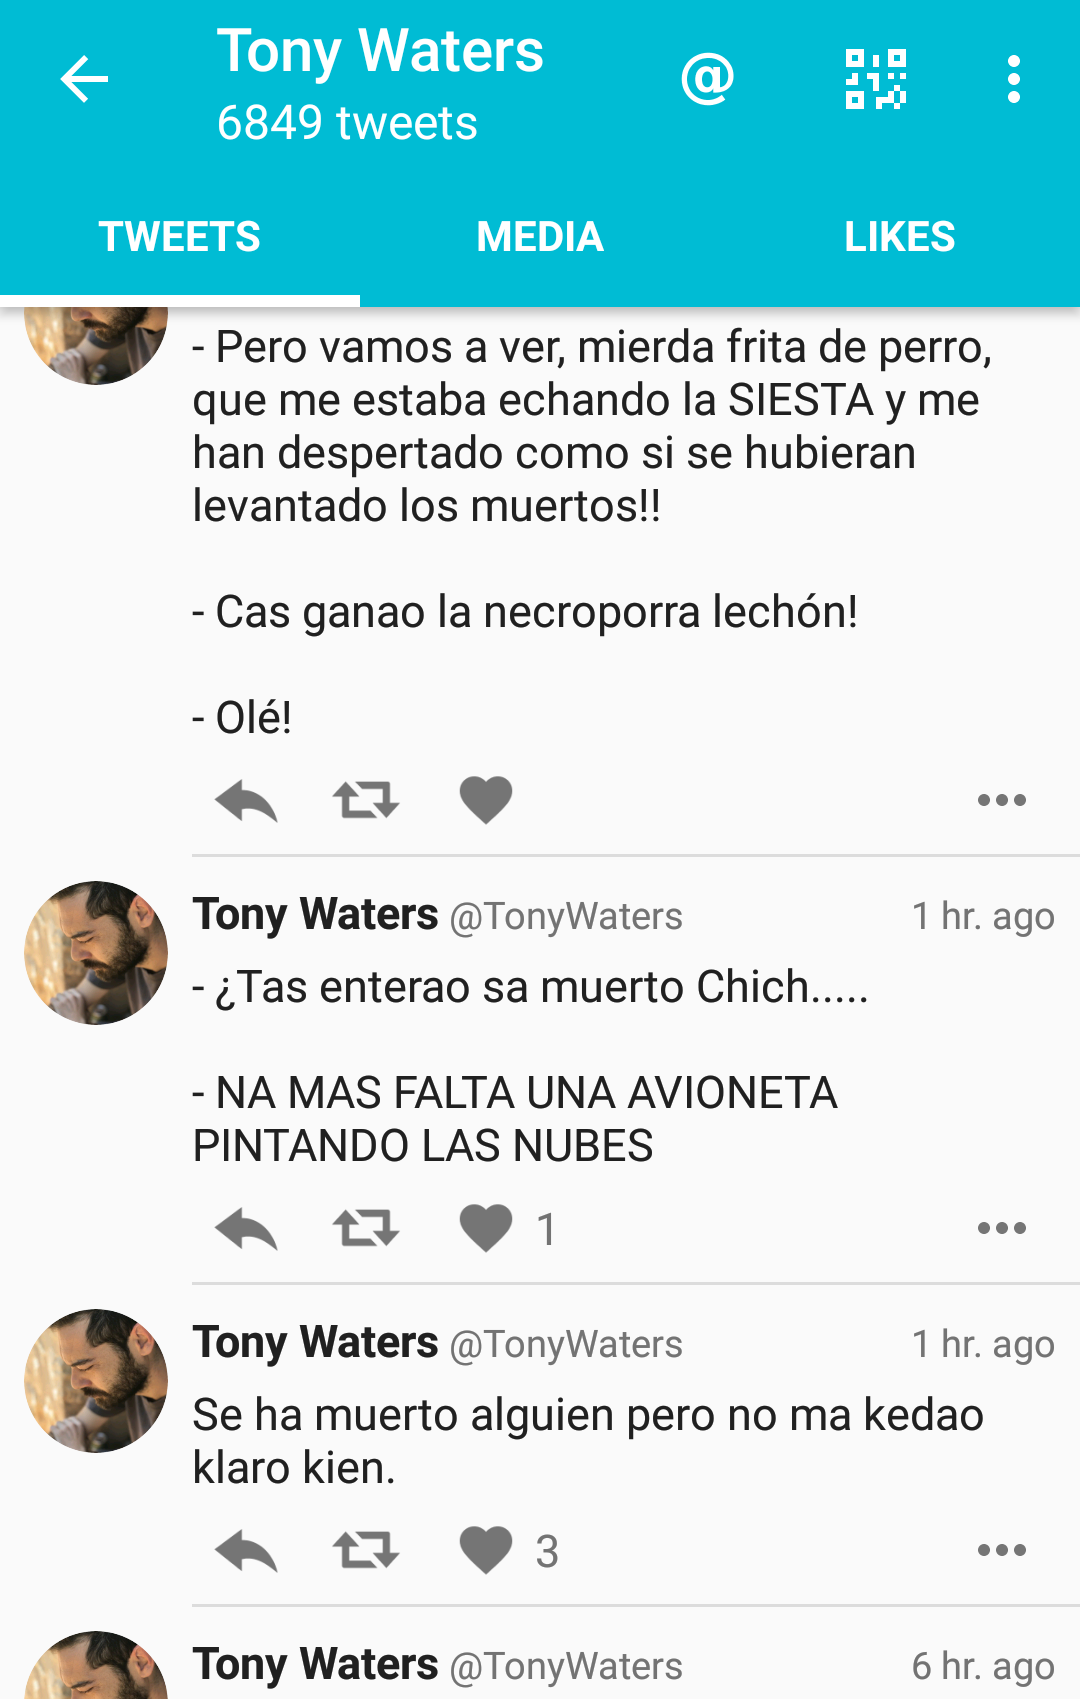 Tony Waters
6849 tweets
@
TWEETS
MEDIA
LIKES
- Pero vamos a ver, mierda frita de perro,
que me estaba echando la SIESTA y me
han despertado como si se hubieran
levantado los muertos!!
- Cas ganao la necroporra lechón!
- Olé!
Tony Waters @TonyWaters 1 hr. ago
- ¿Tas enterao sa muerto Chich.....
- NA MAS FALTA UNA AVIONETA
PINTANDO LAS NUBES
1
Tony Waters @TonyWaters 1 hr. ago
Se ha muerto alguien pero no ma kedao
klaro kien.
3
Tony Waters @TonyWaters 6 hr. ago